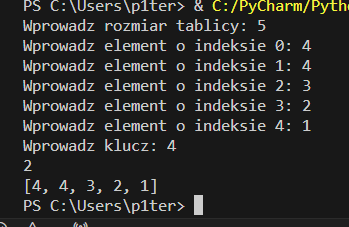 PS C:\Users\p1ter> & C:/PyCharm/Pytho
Wprowadz rozmiar tablicy: 5
Wprowadz element o indeksie 0: 4
Wprowadz element o indeksie 1: 4
Wprowadz element o indeksie 2: 3
Wprowadz element o indeksie 3: 2
Wprowadz element o indeksie 4: 1
Wprowadz klucz: 4
2
[4, 4, 3, 2, 1]
PS C:\Users\p1ter>